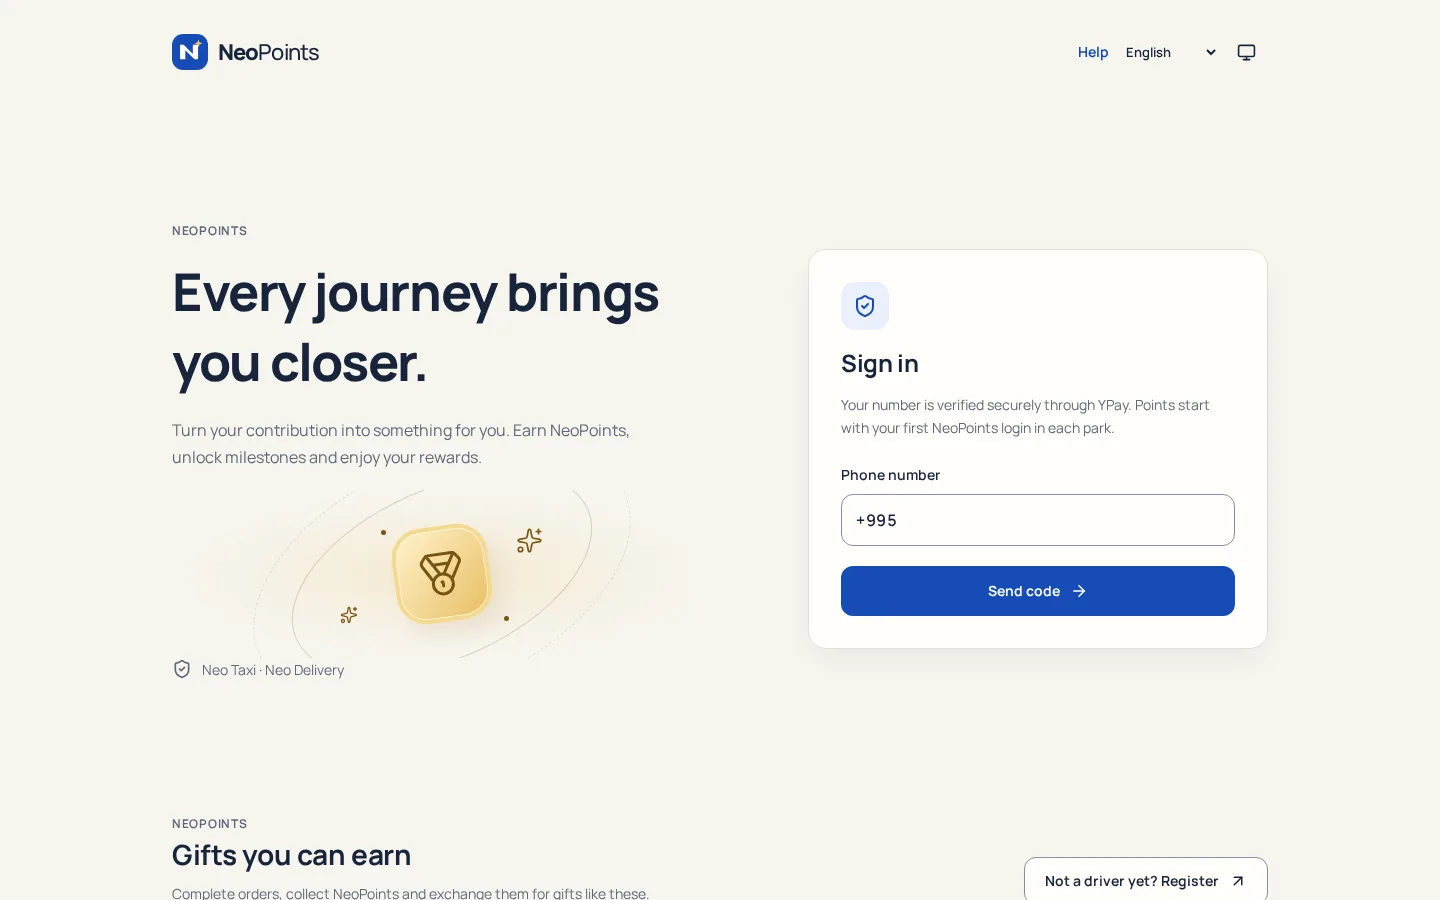 NeoPoints
Help
English
NEOPOINTS
Every journey brings
you closer.
Turn your contribution into something for you. Earn NeoPoints,
unlock milestones and enjoy your rewards.
Neo Taxi · Neo Delivery
Sign in
Your number is verified securely through YPay. Points start
with your first NeoPoints login in each park.
Phone number
+995
Send code
NEOPOINTS
Gifts you can earn
Complete orders, collect NeoPoints and exchange them for gifts like these.
Not a driver yet? Register